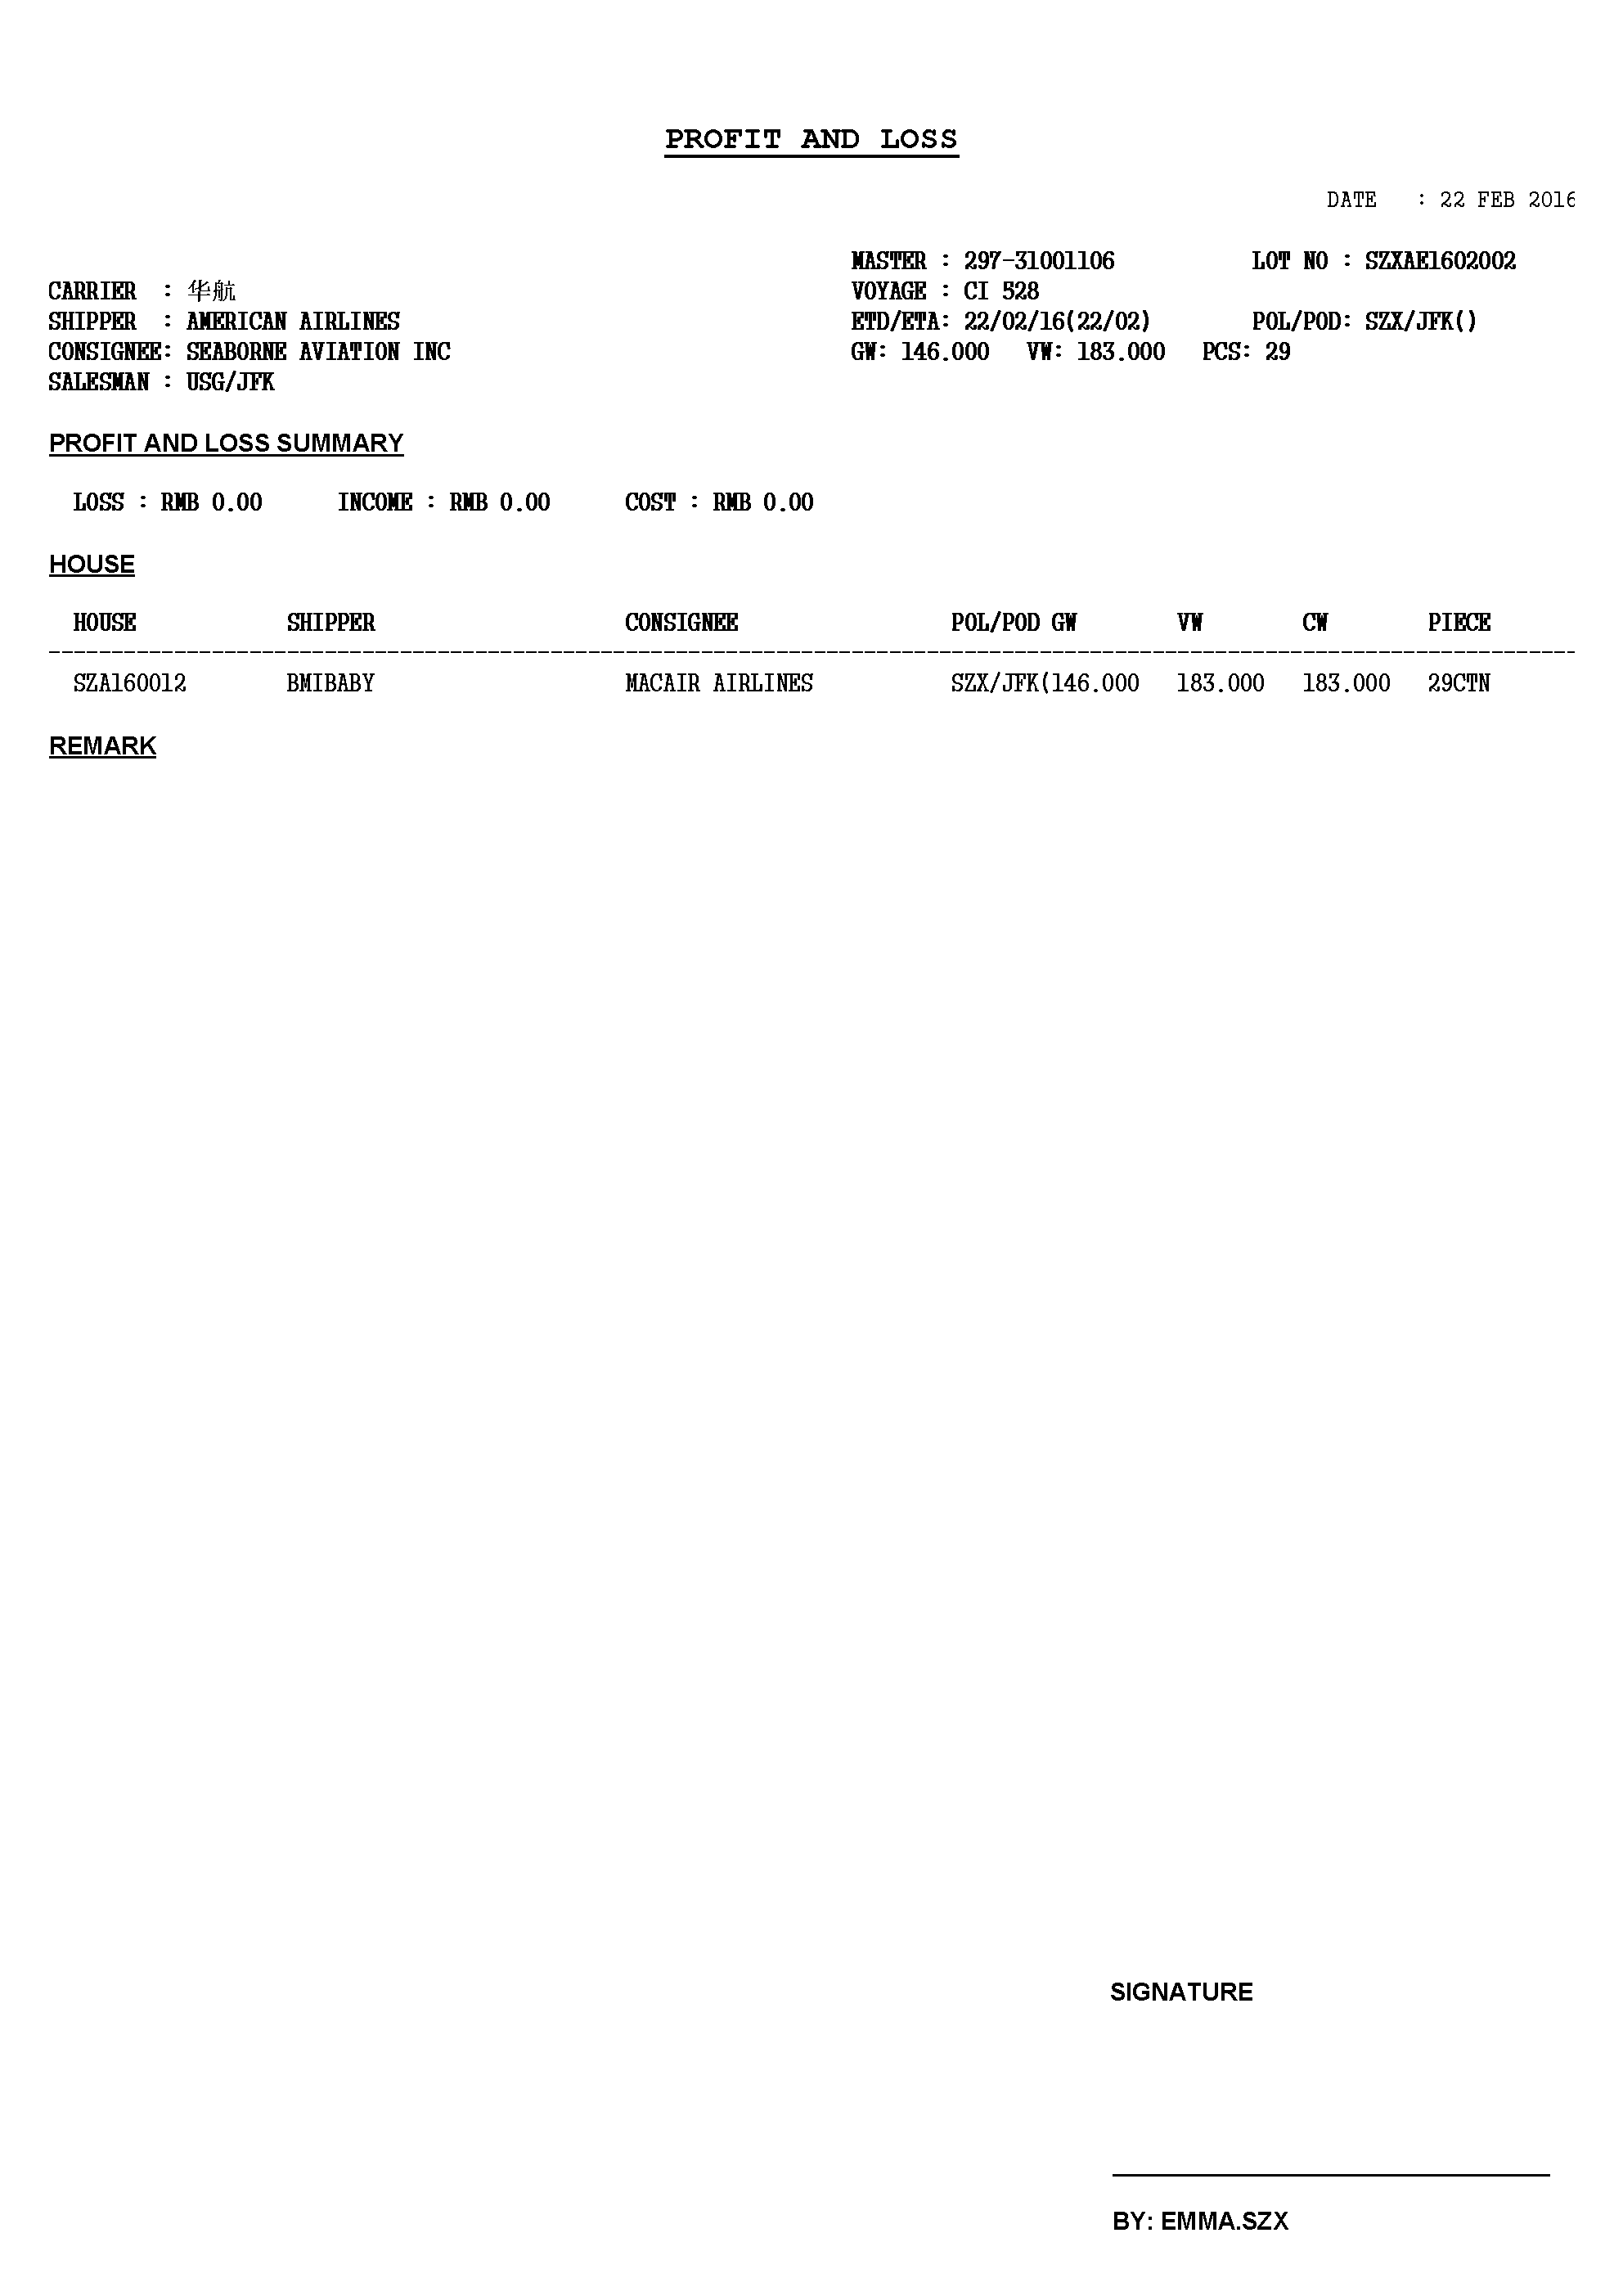 PROFIT AND LOSS
DATE : 22 FEB 2016
MASTER : 297-31001106 LOT NO : SZXAE1602002
CARRIER : 华航 VOYAGE : CI 528
SHIPPER : AMERICAN AIRLINES ETD/ETA: 22/02/16(22/02) POL/POD: SZX/JFK()
CONSIGNEE: SEABORNE AVIATION INC GW: 146.000 VW: 183.000 PCS: 29
SALESMAN : USG/JFK
PROFIT AND LOSS SUMMARY
LOSS : RMB 0.00 INCOME : RMB 0.00 COST : RMB 0.00
HOUSE
HOUSE SHIPPER CONSIGNEE POL/POD GW VW CW PIECE
SZA160012 BMIBABY MACAIR AIRLINES SZX/JFK(146.000 183.000 183.000 29CTN
REMARK
SIGNATURE
BY: EMMA.SZX